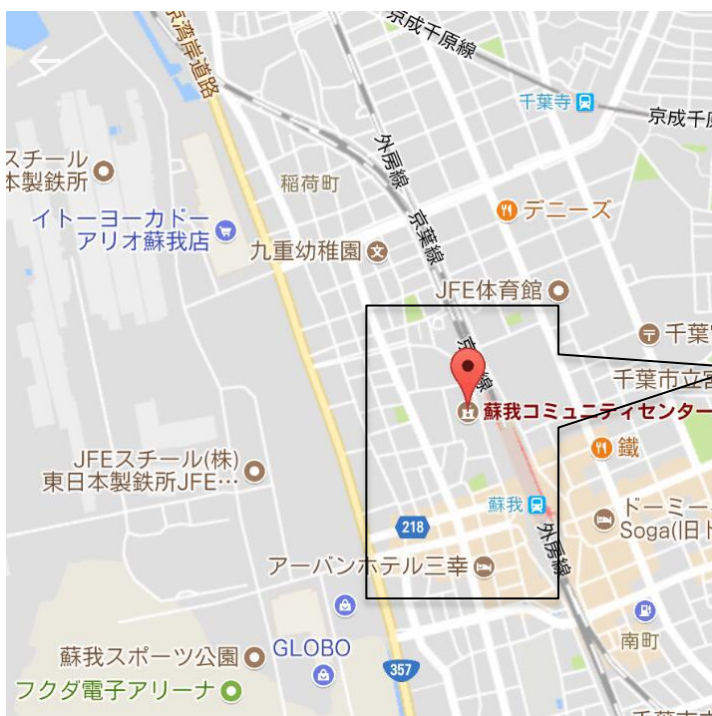 京成千原線
京湾岸道路
千葉寺
京成千原
外房線
スチール
本製鉄所
稲荷町
京葉線
デニーズ
イトーヨーカドー
アリオ蘇我店
九重幼稚園
JFE体育館
千葉
千葉市立宮
蘇我コミュニティセンター
鐵
JFEスチール(株)
東日本製鉄所JFE…
蘇我
ドーミー
Soga(旧ド
218
外房線
アーバンホテル三幸
南町
蘇我スポーツ公園
GLOBO
357
フクダ電子アリーナ